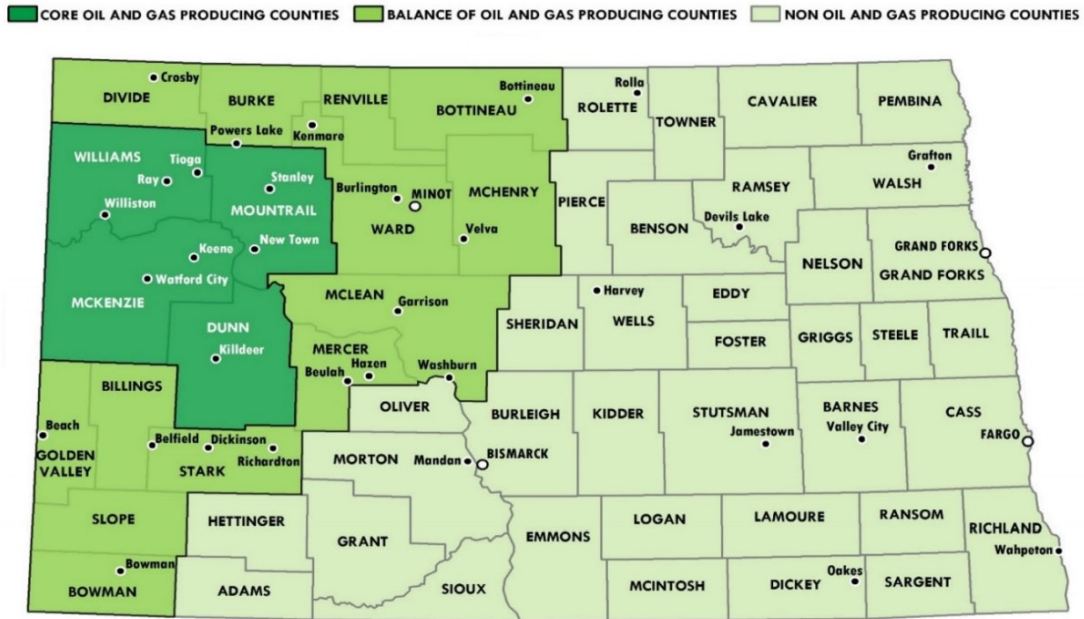 CORE OIL AND GAS PRODUCING COUNTIES
BALANCE OF OIL AND GAS PRODUCING COUNTIES
NON OIL AND GAS PRODUCING COUNTIES
Crosby
DIVIDE
BURKE
RENVILLE
Bottineau
BOTTINEAU
Rolla
ROLETTE
TOWNER
CAVALIER
PEMBINA
Powers Lake
Kenmare
WILLIAMS
Tioga
Ray
Williston
Stanley
MOUNTRAIL
New Town
Burlington
MINOT
WARD
MCHENRY
Velva
PIERCE
BENSON
RAMSEY
Devils Lake
Grafton
WALSH
NELSON
GRAND FORKS
GRAND FORKS
Keene
Watford City
MCKENZIE
DUNN
Killdeer
MCLEAN
Garrison
MERCER
Hazen
Beulah
Washburn
SHERIDAN
Harvey
WELLS
EDDY
FOSTER
GRIGGS
STEELE
TRAILL
BILLINGS
Beach
GOLDEN
VALLEY
Belfield
Dickinson
Richardton
STARK
OLIVER
MORTON
Mandan
BISMARCK
BURLEIGH
KIDDER
STUTSMAN
Jamestown
BARNES
Valley City
CASS
FARGO
SLOPE
HETTINGER
GRANT
Bowman
BOWMAN
ADAMS
SIOUX
EMMONS
LOGAN
LAMOURE
RANSOM
RICHLAND
Wahpeton
MCINTOSH
DICKEY
Oakes
SARGENT